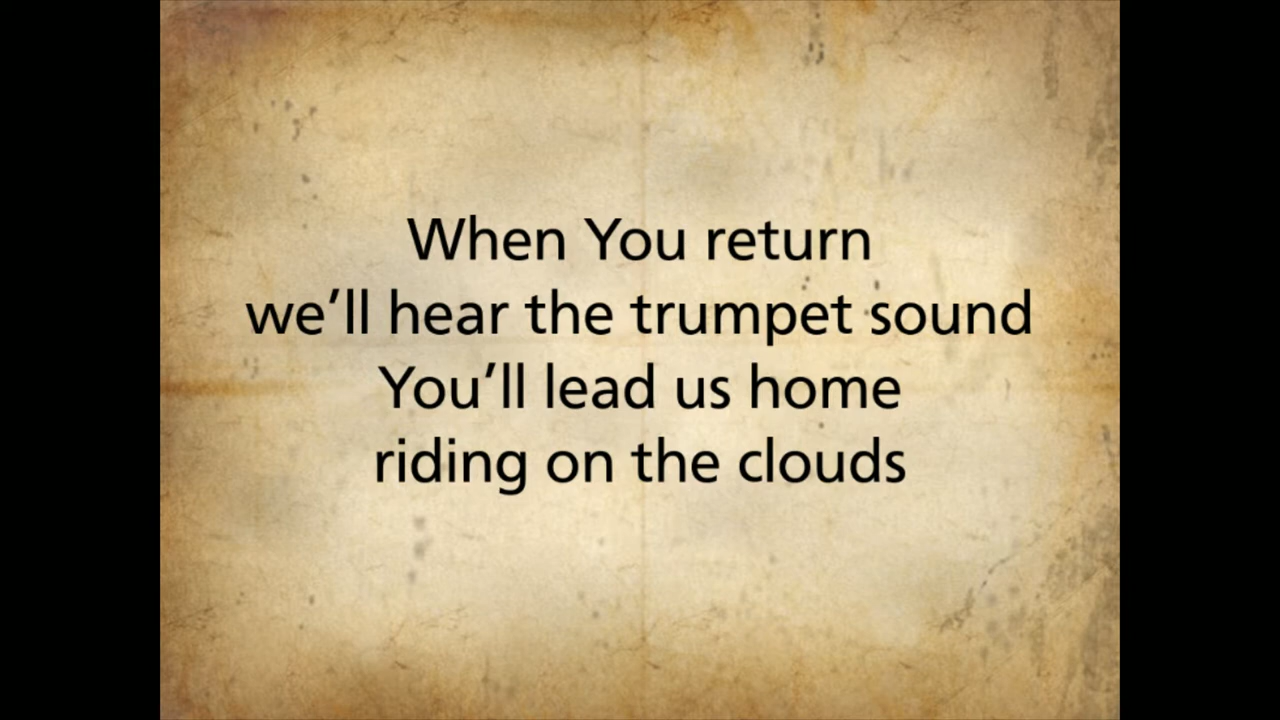 When You return
we’ll hear the trumpet sound
You’ll lead us home
riding on the clouds